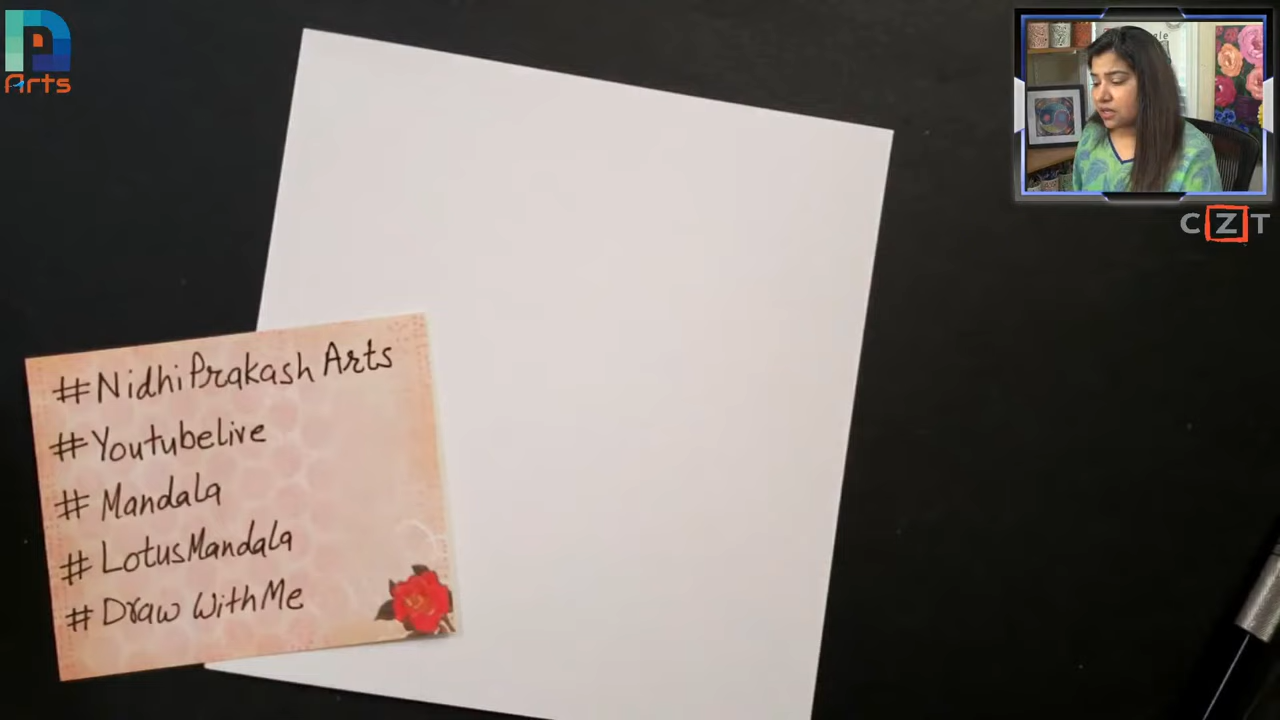 Arts
CZT
#NidhiPrakash Arts
#Youtubelive
#Mandala
#LotusMandala
#Draw WithMe